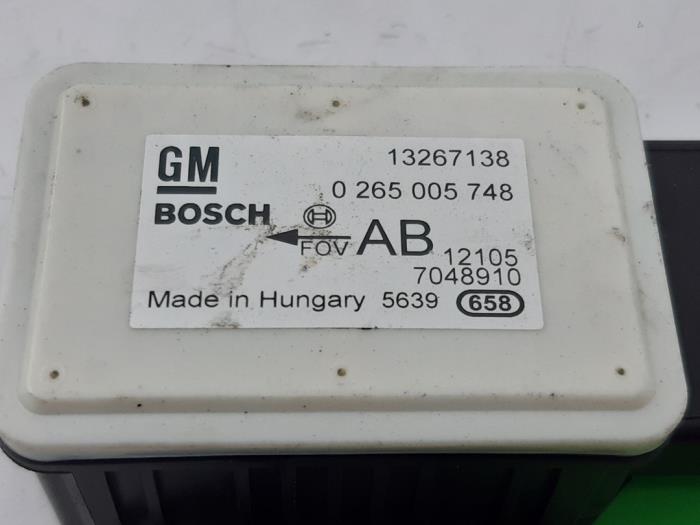 GM 13267138
0 265 005 748
BOSCH
FOV AB 12105
7048910
Made in Hungary 5639 658